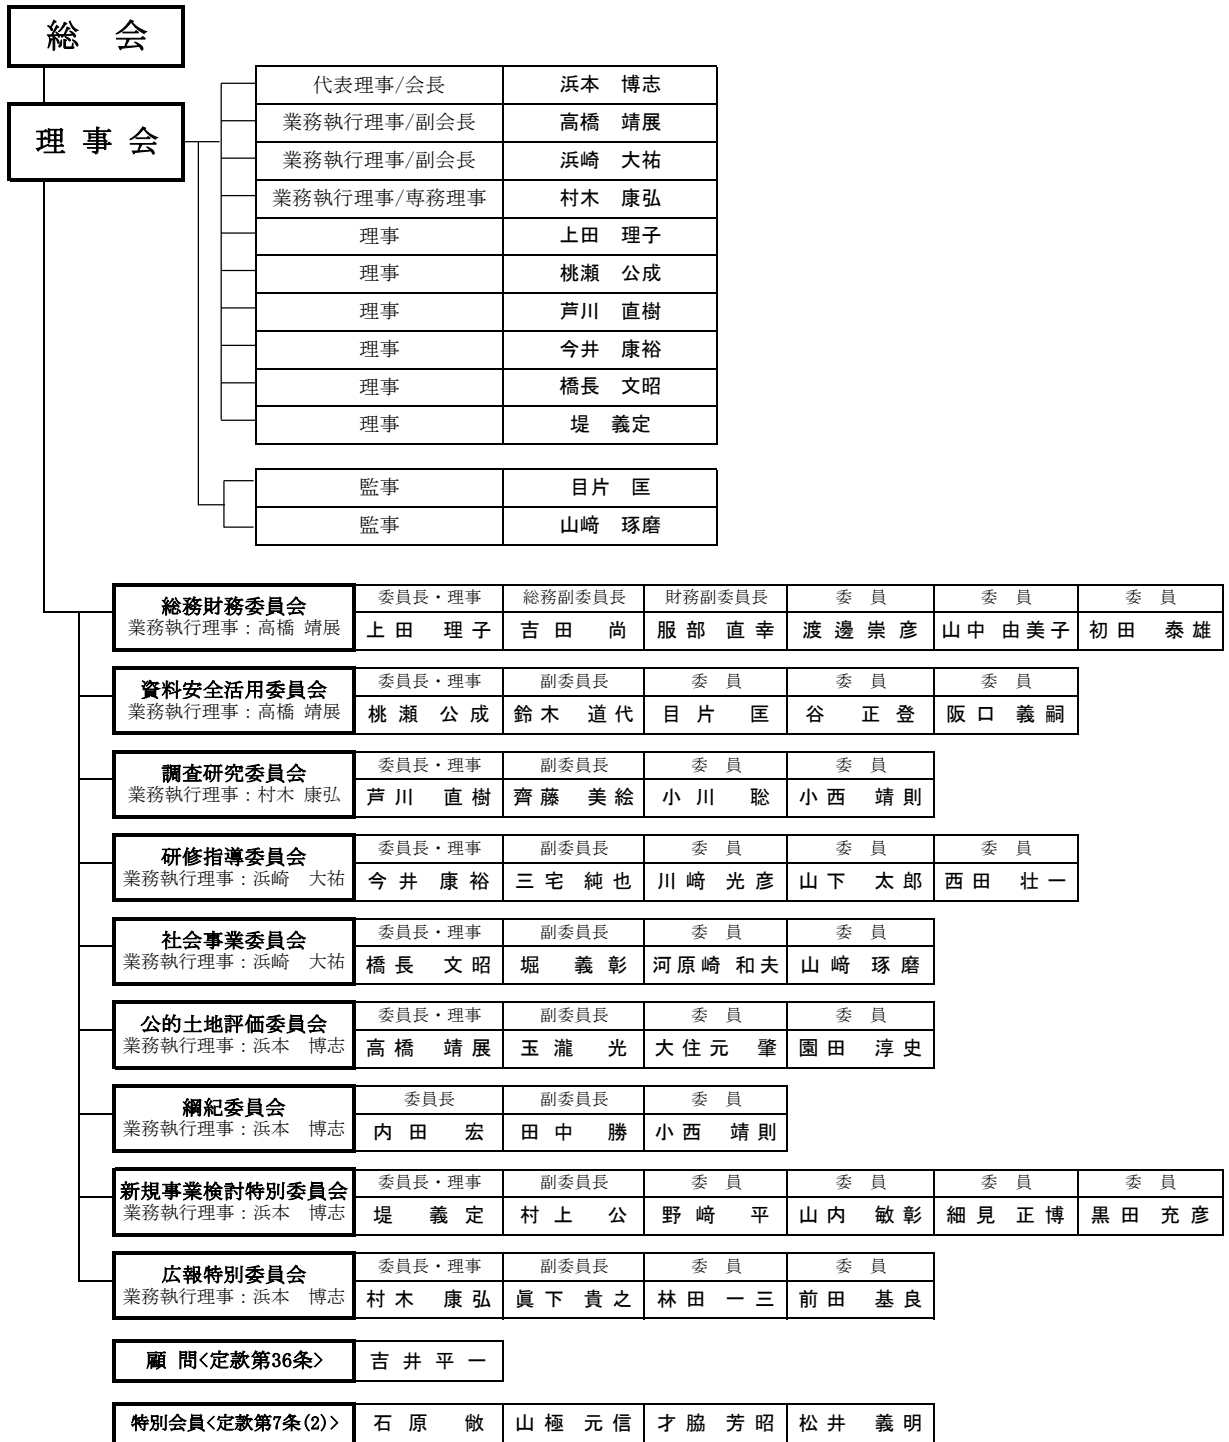 総　会
理 事 会
代表理事/会長　浜本　博志
業務執行理事/副会長　高橋　靖展
業務執行理事/副会長　浜崎　大祐
業務執行理事/専務理事　村木　康弘
理事　上田　理子
理事　桃瀬　公成
理事　芦川　直樹
理事　今井　康裕
理事　橋長　文昭
理事　堤　義定
監事　目片　匡
監事　山﨑　琢磨
総務財務委員会
業務執行理事：高橋 靖展
委員長・理事　総務副委員長　財務副委員長　委　員　委　員　委　員
上田　理子　吉田　尚　服部 直幸　渡邊崇彦　山中 由美子　初田　泰雄
資料安全活用委員会
業務執行理事：高橋 靖展
委員長・理事　副委員長　委　員　委　員　委　員
桃瀬　公成　鈴木　道代　目片　匡　谷　正登　阪口　義嗣
調査研究委員会
業務執行理事：村木 康弘
委員長・理事　副委員長　委　員　委　員
芦川　直樹　齊藤　美絵　小川　聡　小西　靖則
研修指導委員会
業務執行理事：浜崎　大祐
委員長・理事　副委員長　委　員　委　員　委　員
今井　康裕　三宅　純也　川﨑　光彦　山下　太郎　西田　壮一
社会事業委員会
業務執行理事：浜崎　大祐
委員長・理事　副委員長　委　員　委　員
橋長　文昭　堀　義彰　河原崎 和夫　山﨑　琢磨
公的土地評価委員会
業務執行理事：浜本　博志
委員長・理事　副委員長　委　員　委　員
高橋　靖展　玉瀧　光　大住元　肇　園田　淳史
綱紀委員会
業務執行理事：浜本　博志
委員長　副委員長　委　員
内田　宏　田中　勝　小西　靖則
新規事業検討特別委員会
業務執行理事：浜本　博志
委員長・理事　副委員長　委　員　委　員　委　員　委　員
堤　義定　村上　公　野﨑　平　山内　敏彰　細見　正博　黒田　充彦
広報特別委員会
業務執行理事：浜本　博志
委員長・理事　副委員長　委　員　委　員
村木　康弘　眞下　貴之　林田　一三　前田　基良
顧 問<定款第36条>　吉井平一
特別会員<定款第7条(2)>　石原　敞　山極　元信　才脇　芳昭　松井　義明